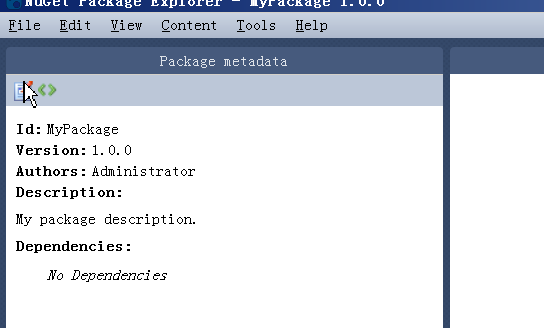 NuGet Package Explorer - MyPackage 1.0.0
File Edit View Content Tools Help
Package metadata
Id: MyPackage
Version: 1.0.0
Authors: Administrator
Description:
My package description.
Dependencies:
No Dependencies